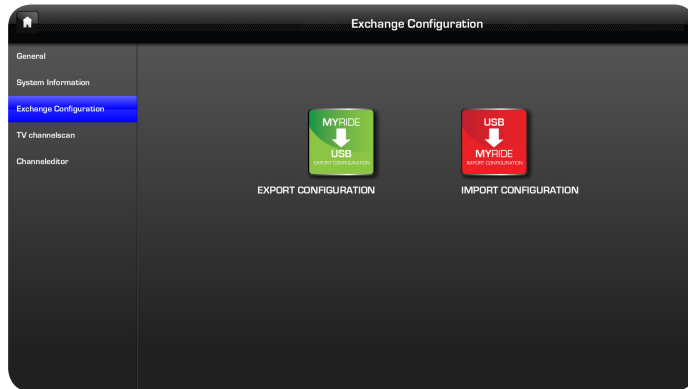 Exchange Configuration
General
System Information
Exchange Configuration
TV channelscan
Channeleditor
MYRIDE
USB
EXPORT CONFIGURATION
EXPORT CONFIGURATION
USB
MYRIDE
IMPORT CONFIGURATION
IMPORT CONFIGURATION